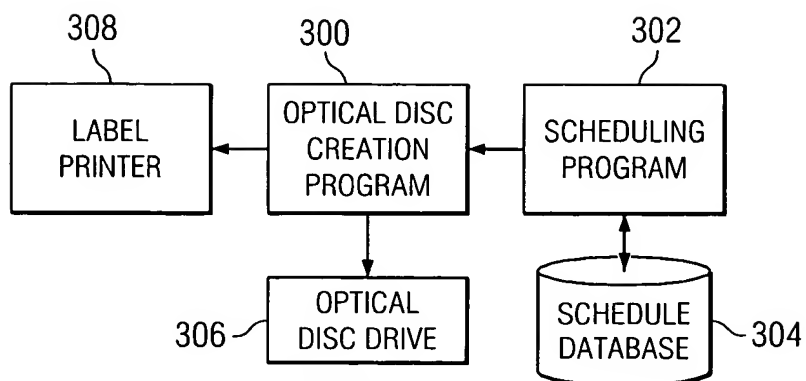 308
300
302
LABEL
PRINTER
OPTICAL DISC
CREATION
PROGRAM
SCHEDULING
PROGRAM
306
OPTICAL
DISC DRIVE
SCHEDULE
DATABASE
304